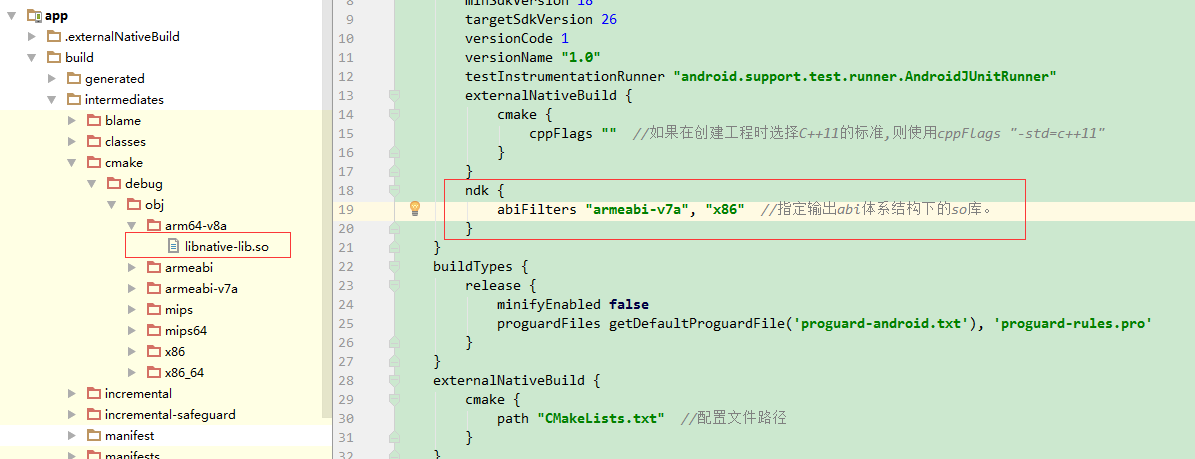 app
.externalNativeBuild
build
generated
intermediates
blame
classes
cmake
debug
obj
arm64-v8a
libnative-lib.so
armeabi
armeabi-v7a
mips
mips64
x86
x86_64
incremental
incremental-safeguard
manifest
manifests
8 minSdkVersion 18
9 targetSdkVersion 26
10 versionCode 1
11 versionName "1.0"
12 testInstrumentationRunner "android.support.test.runner.AndroidJUnitRunner"
13 externalNativeBuild {
14 cmake {
15 cppFlags "" //如果在创建工程时选择C++11的标准,则使用cppFlags "-std=c++11"
16 }
17 }
18 ndk {
19 abiFilters "armeabi-v7a", "x86" //指定输出abi体系结构下的so库。
20 }
21 }
22 buildTypes {
23 release {
24 minifyEnabled false
25 proguardFiles getDefaultProguardFile('proguard-android.txt'), 'proguard-rules.pro'
26 }
27 }
28 externalNativeBuild {
29 cmake {
30 path "CMakeLists.txt" //配置文件路径
31 }
32 }